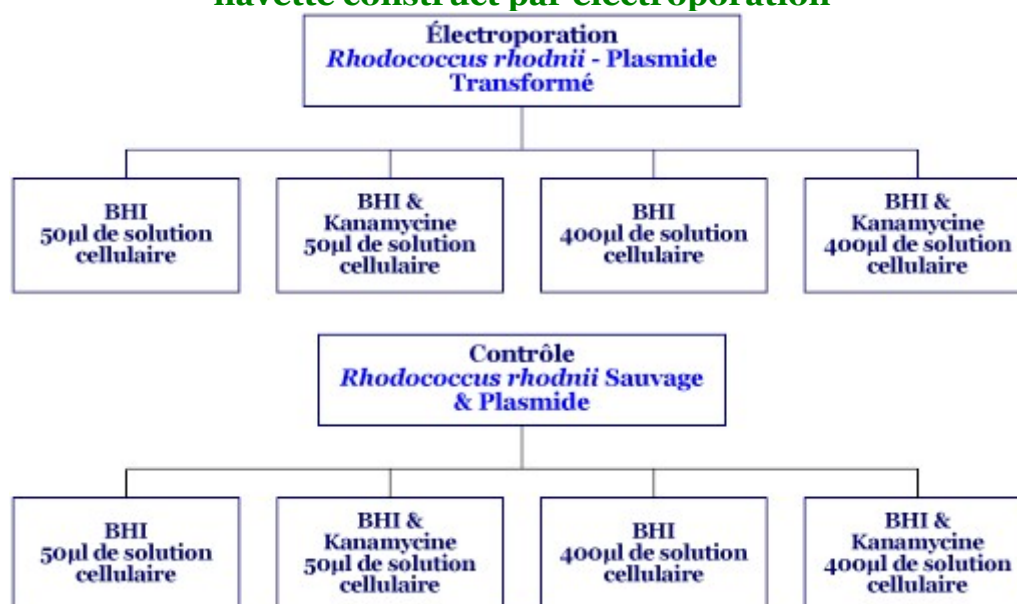 navette construct par électroporation
Électroporation
Rhodococcus rhodnii - Plasmide
Transformé
BHI
50µl de solution
cellulaire
BHI &
Kanamycine
50µl de solution
cellulaire
BHI
400µl de solution
cellulaire
BHI &
Kanamycine
400µl de solution
cellulaire
Contrôle
Rhodococcus rhodnii Sauvage
& Plasmide
BHI
50µl de solution
cellulaire
BHI &
Kanamycine
50µl de solution
cellulaire
BHI
400µl de solution
cellulaire
BHI &
Kanamycine
400µl de solution
cellulaire